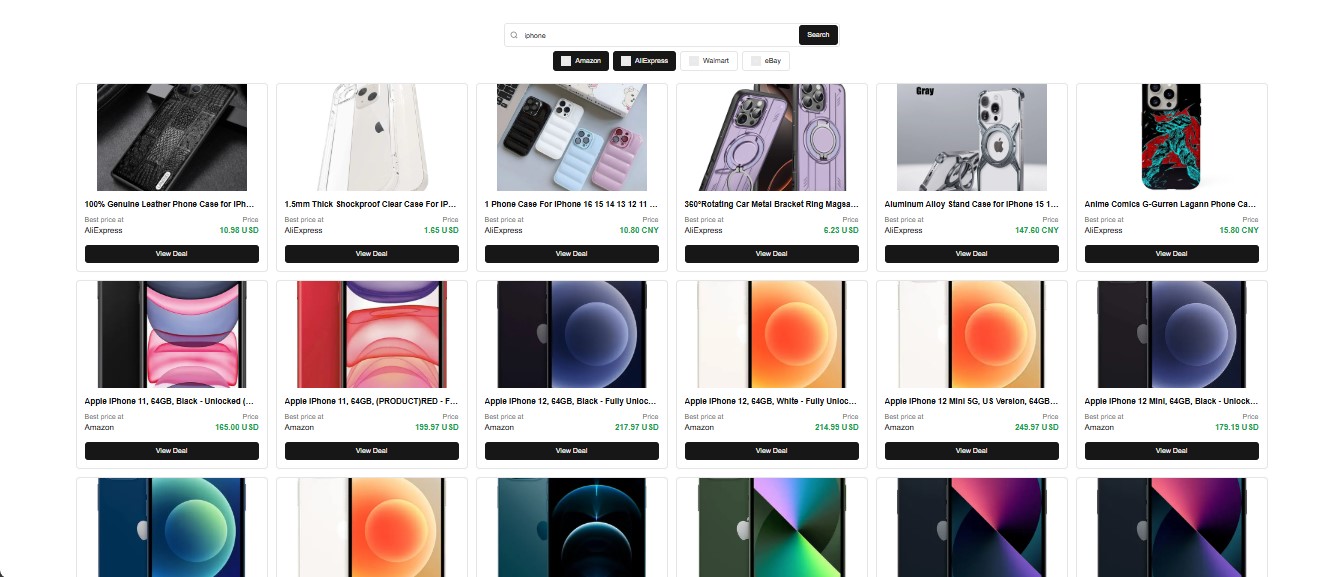 iphone
Search
Amazon
AliExpress
Walmart
eBay
Gray
100% Genuine Leather Phone Case for iPh...
1.5mm Thick Shockproof Clear Case For iP...
1 Phone Case For iPhone 16 15 14 13 12 11 ...
360°Rotating Car Metal Bracket Ring Magsa...
Aluminum Alloy Stand Case for iPhone 15 1...
Anime Comics G-Gurren Lagann Phone Ca...
Best price at Price
Best price at Price
Best price at Price
Best price at Price
Best price at Price
Best price at Price
AliExpress 10.98 USD
AliExpress 1.65 USD
AliExpress 10.80 CNY
AliExpress 6.23 USD
AliExpress 147.60 CNY
AliExpress 15.80 CNY
View Deal
View Deal
View Deal
View Deal
View Deal
View Deal
Apple iPhone 11, 64GB, Black - Unlocked (...
Apple iPhone 11, 64GB, (PRODUCT)RED - F...
Apple iPhone 12, 64GB, Black - Fully Unloc...
Apple iPhone 12, 64GB, White - Fully Unloc...
Apple iPhone 12 Mini 5G, US Version, 64GB...
Apple iPhone 12 Mini, 64GB, Black - Unlock...
Best price at Price
Best price at Price
Best price at Price
Best price at Price
Best price at Price
Best price at Price
Amazon 165.00 USD
Amazon 199.97 USD
Amazon 217.97 USD
Amazon 214.99 USD
Amazon 249.97 USD
Amazon 179.19 USD
View Deal
View Deal
View Deal
View Deal
View Deal
View Deal